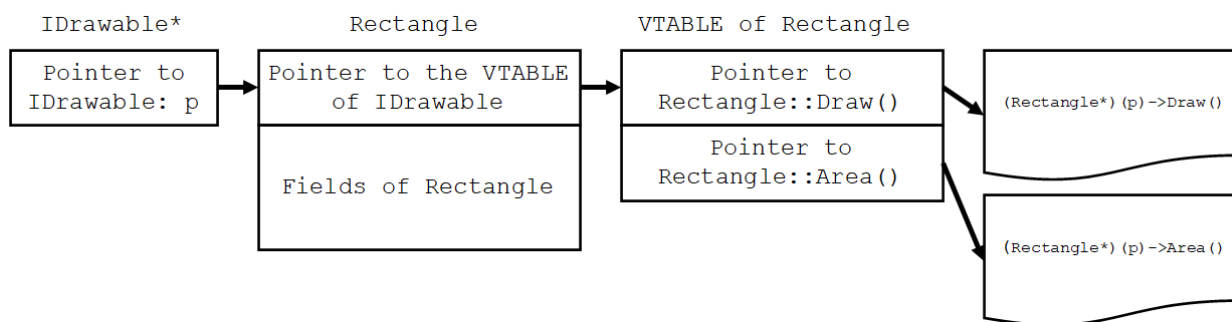 IDrawable*
Rectangle
VTABLE of Rectangle
Pointer to
IDrawable: p
Pointer to the VTABLE
of IDrawable
Fields of Rectangle
Pointer to
Rectangle::Draw()
Pointer to
Rectangle::Area()
(Rectangle*)(p)->Draw()
(Rectangle*)(p)->Area()